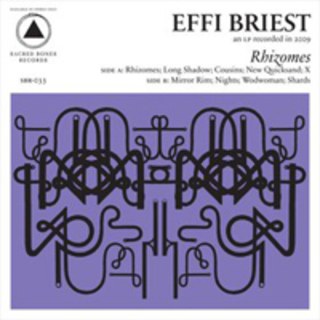 EFFI BRIEST
an LP recorded in 2009
SACRED BONES
RECORDS
Rhizomes
SIDE A: Rhizomes; Long Shadow; Cousins; New Quicksand; X
SBR-033
SIDE B: Mirror Rim; Nights; Wodwoman; Shards